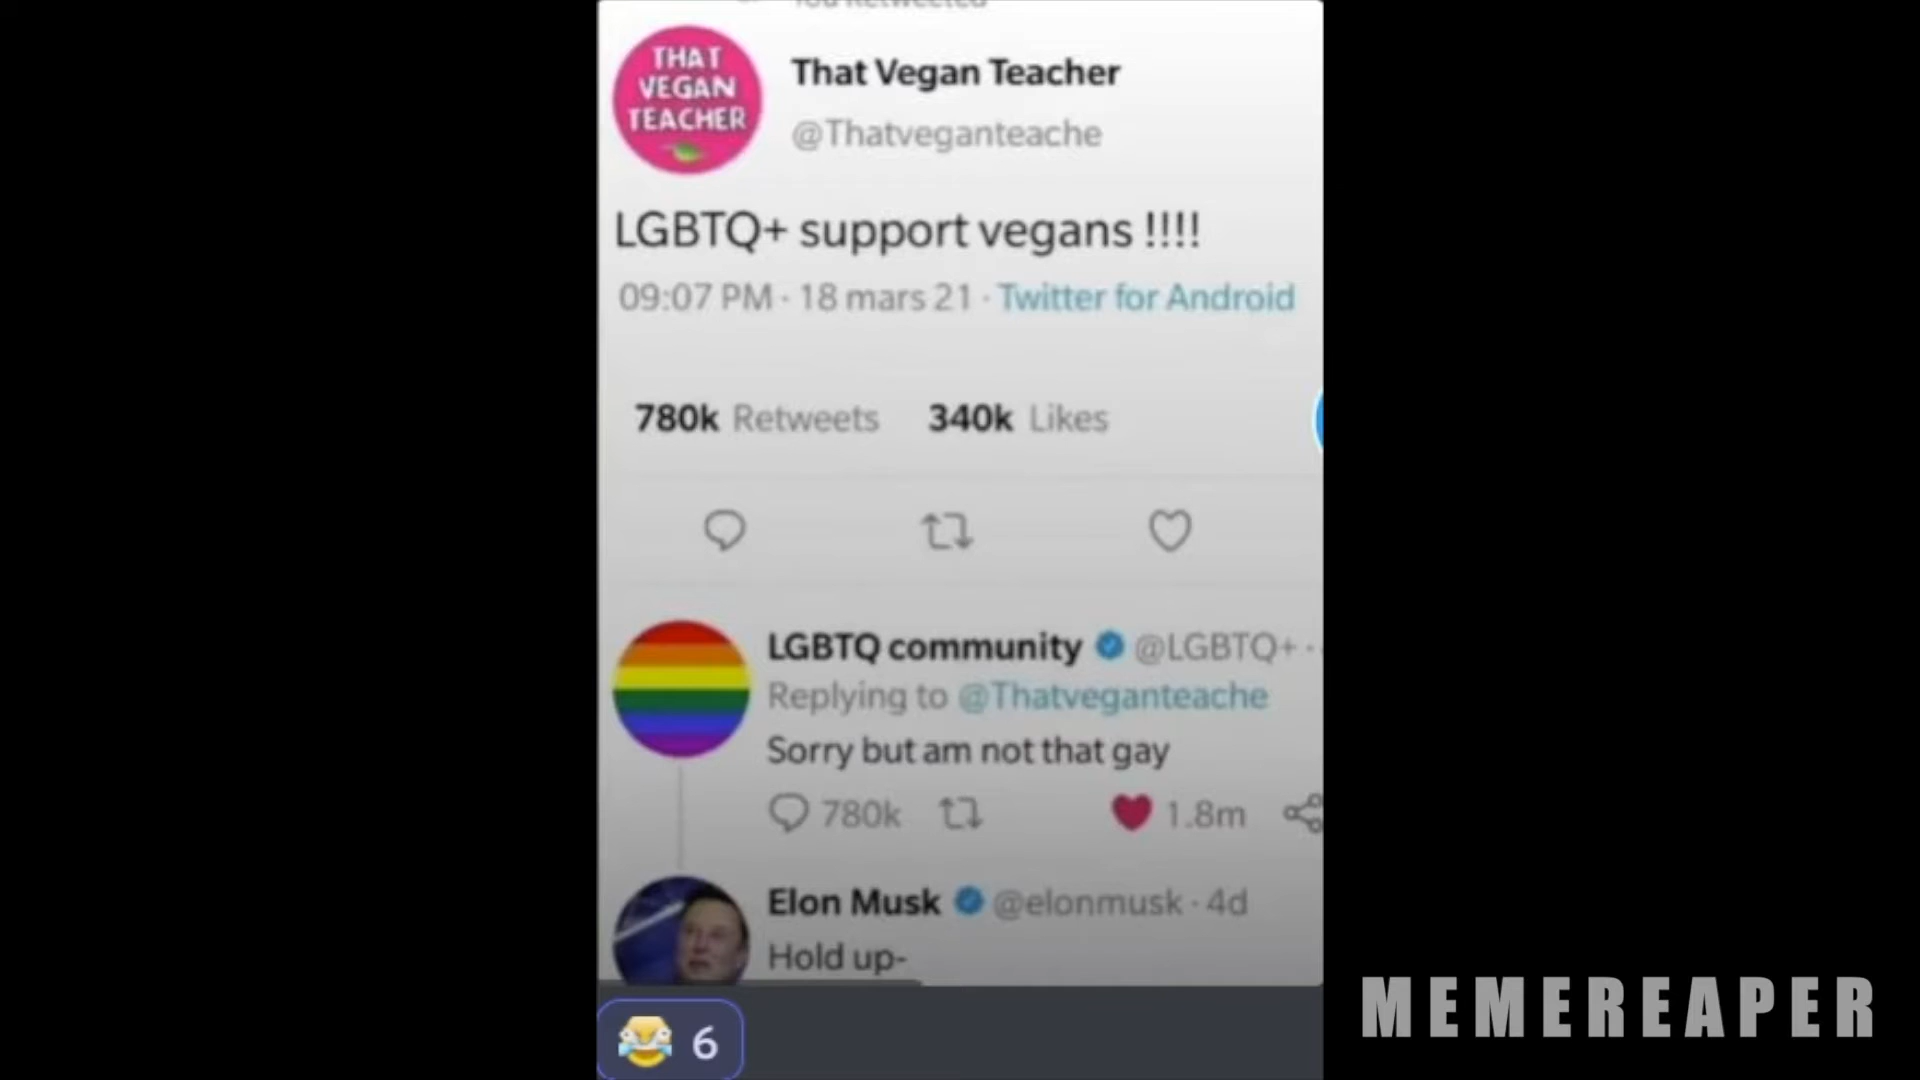 You Retweeted
THAT
VEGAN
TEACHER
That Vegan Teacher
@Thatveganteache
LGBTQ+ support vegans !!!!
09:07 PM · 18 mars 21 · Twitter for Android
780k Retweets 340k Likes
LGBTQ community @LGBTQ+ ·
Replying to @Thatveganteache
Sorry but am not that gay
780k 1.8m
Elon Musk @elonmusk · 4d
Hold up-
6
MEMEREAPER